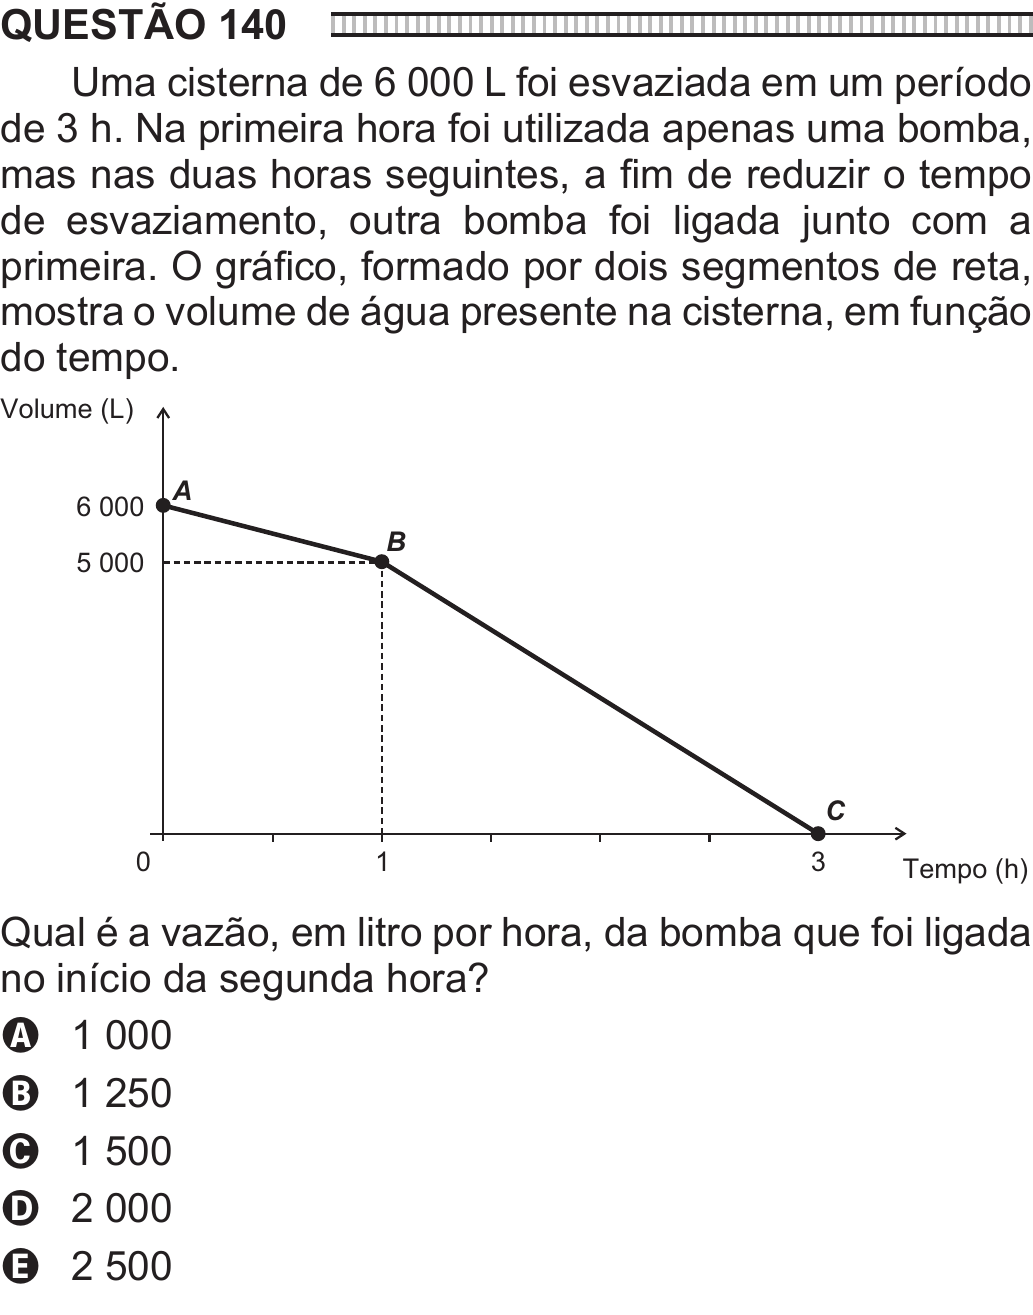 QUESTÃO 140
Uma cisterna de 6 000 L foi esvaziada em um período
de 3 h. Na primeira hora foi utilizada apenas uma bomba,
mas nas duas horas seguintes, a fim de reduzir o tempo
de esvaziamento, outra bomba foi ligada junto com a
primeira. O gráfico, formado por dois segmentos de reta,
mostra o volume de água presente na cisterna, em função
do tempo.
Volume (L)
A
6 000
B
5 000
C
0 1 3
Tempo (h)
Qual é a vazão, em litro por hora, da bomba que foi ligada
no início da segunda hora?
A 1 000
B 1 250
C 1 500
D 2 000
E 2 500